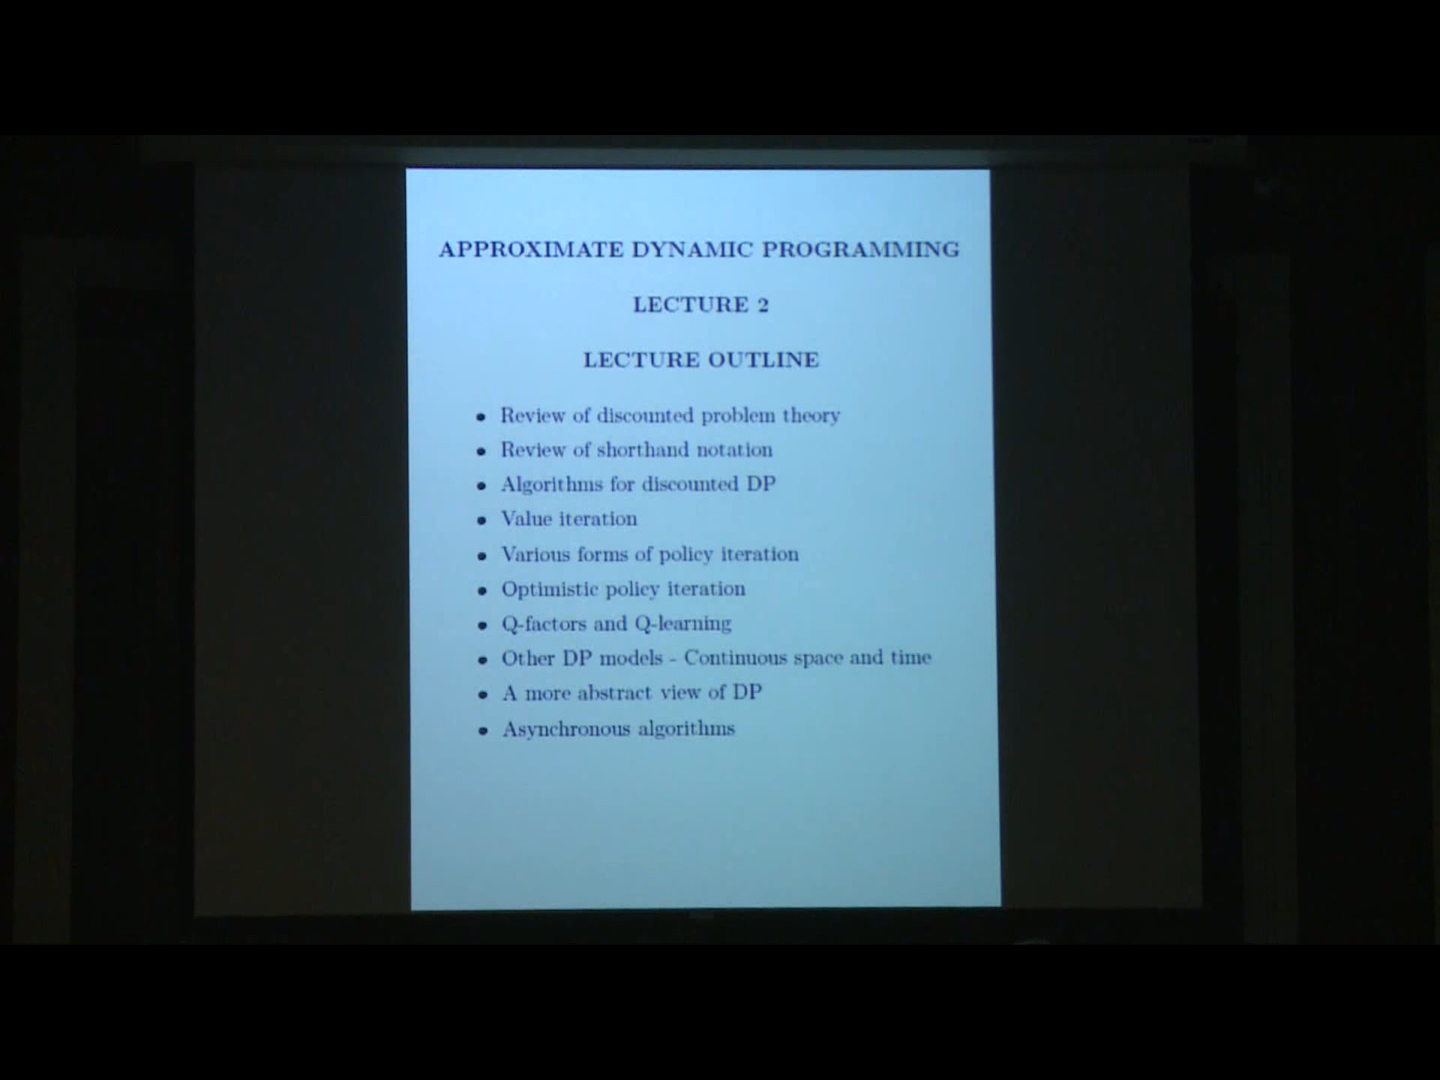 APPROXIMATE DYNAMIC PROGRAMMING
LECTURE 2
LECTURE OUTLINE
• Review of discounted problem theory
• Review of shorthand notation
• Algorithms for discounted DP
• Value iteration
• Various forms of policy iteration
• Optimistic policy iteration
• Q-factors and Q-learning
• Other DP models - Continuous space and time
• A more abstract view of DP
• Asynchronous algorithms